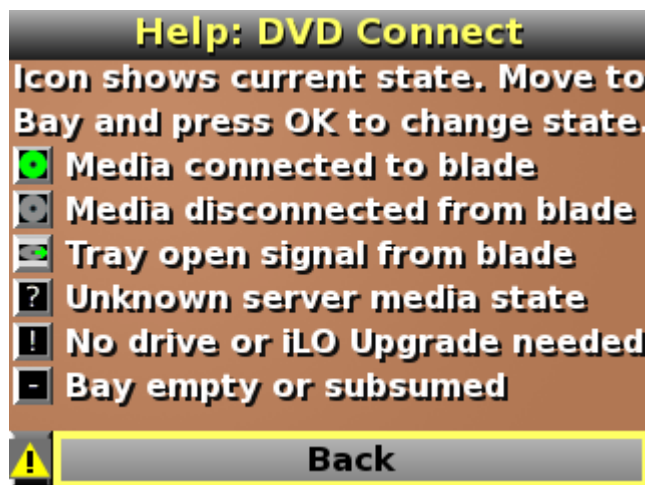 Help: DVD Connect
Icon shows current state. Move to
Bay and press OK to change state.
Media connected to blade
Media disconnected from blade
Tray open signal from blade
? Unknown server media state
! No drive or iLO Upgrade needed
- Bay empty or subsumed
! Back